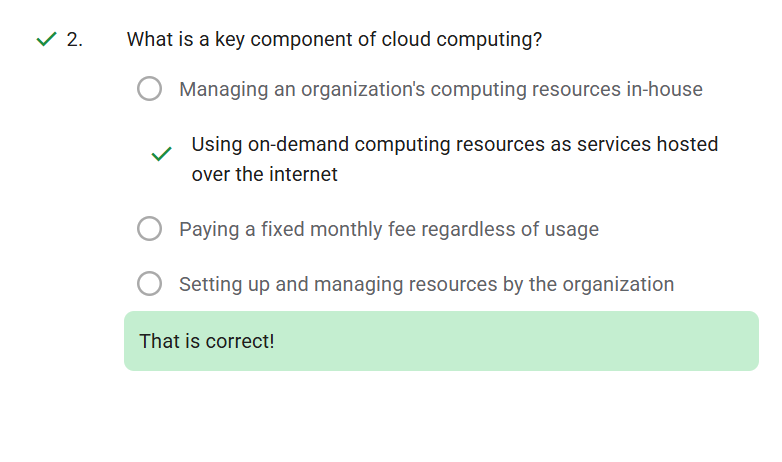 2. What is a key component of cloud computing?
Managing an organization's computing resources in-house
Using on-demand computing resources as services hosted
over the internet
Paying a fixed monthly fee regardless of usage
Setting up and managing resources by the organization
That is correct!